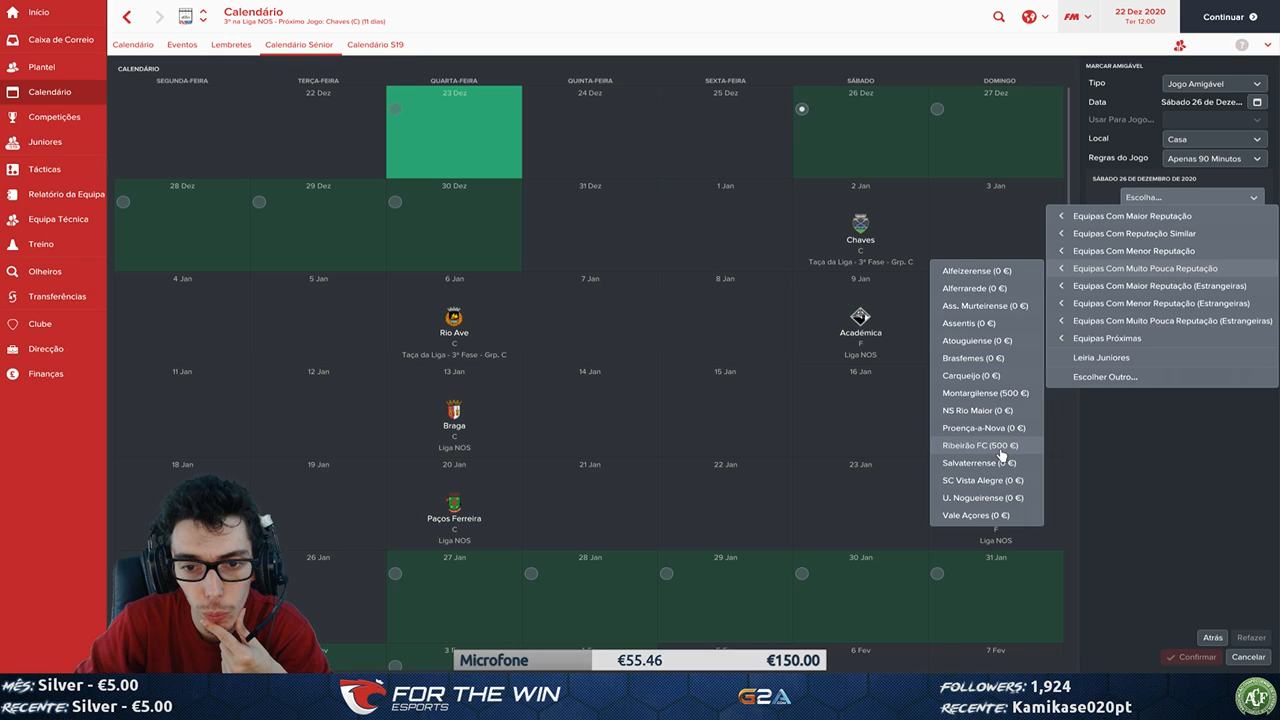 Início
Caixa de Correio
Plantel
Calendário
Competições
Juniores
Tácticas
Relatório da Equipa
Equipa Técnica
Treino
Olheiros
Transferências
Clube
Direcção
Finanças
Calendário
3º na Liga NOS - Próximo Jogo: Chaves (C) (11 dias)
FM
22 Dez 2020
Ter 12:00
Continuar
Calendário Eventos Lembretes Calendário Sénior Calendário S19
CALENDÁRIO
SEGUNDA-FEIRA TERÇA-FEIRA QUARTA-FEIRA QUINTA-FEIRA SEXTA-FEIRA SÁBADO DOMINGO
22 Dez 23 Dez 24 Dez 25 Dez 26 Dez 27 Dez
28 Dez 29 Dez 30 Dez 31 Dez 1 Jan 2 Jan 3 Jan
Chaves
C
Taça da Liga - 3ª Fase - Grp. C
4 Jan 5 Jan 6 Jan 7 Jan 8 Jan 9 Jan
Rio Ave
C
Taça da Liga - 3ª Fase - Grp. C
Académica
F
Liga NOS
11 Jan 12 Jan 13 Jan 14 Jan 15 Jan 16 Jan
Braga
C
Liga NOS
18 Jan 19 Jan 20 Jan 21 Jan 22 Jan 23 Jan
Paços Ferreira
C
Liga NOS
F
Liga NOS
26 Jan 27 Jan 28 Jan 29 Jan 30 Jan 31 Jan
6 Fev 7 Fev
MARCAR AMIGÁVEL
Tipo Jogo Amigável
Data Sábado 26 de Deze...
Usar Para Jogo...
Local Casa
Regras do Jogo Apenas 90 Minutos
SÁBADO 26 DE DEZEMBRO DE 2020
Escolha...
Equipas Com Maior Reputação
Equipas Com Reputação Similar
Equipas Com Menor Reputação
Equipas Com Muito Pouca Reputação
Equipas Com Maior Reputação (Estrangeiras)
Equipas Com Menor Reputação (Estrangeiras)
Equipas Com Muito Pouca Reputação (Estrangeiras)
Equipas Próximas
Leiria Juniores
Escolher Outro...
Alfeizerense (0 €)
Alferrarede (0 €)
Ass. Murteirense (0 €)
Assentis (0 €)
Atouguiense (0 €)
Brasfemes (0 €)
Carqueijo (0 €)
Montargilense (500 €)
NS Rio Maior (0 €)
Proença-a-Nova (0 €)
Ribeirão FC (500 €)
Salvaterrense (0 €)
SC Vista Alegre (0 €)
U. Nogueirense (0 €)
Vale Açores (0 €)
Atrás Refazer
Confirmar Cancelar
Microfone €55.46 €150.00
MÊS: Silver - €5.00
RECENTE: Silver - €5.00
FOR THE WIN
ESPORTS
G2A
FOLLOWERS: 1,924
RECENTE: Kamikase020pt
ACF